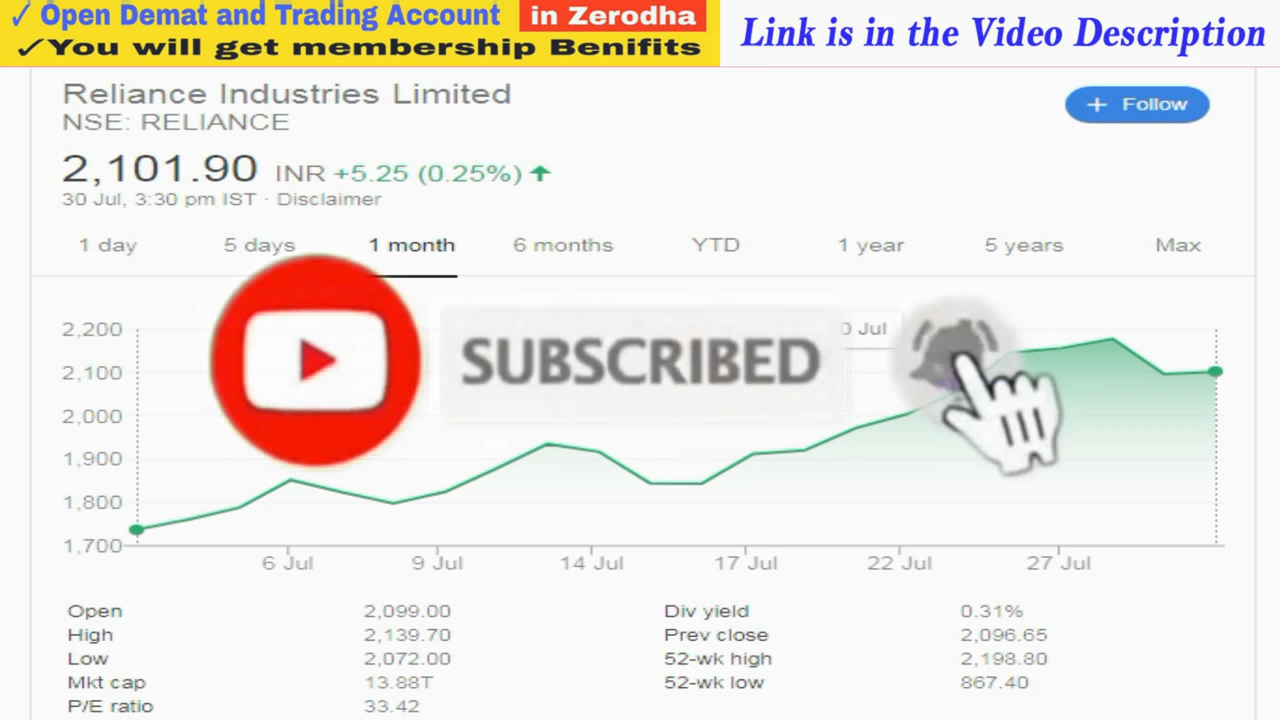 ✓ Open Demat and Trading Account in Zerodha
✓You will get membership Benifits
Link is in the Video Description
Reliance Industries Limited
NSE: RELIANCE
+ Follow
2,101.90 INR +5.25 (0.25%) ↑
30 Jul, 3:30 pm IST · Disclaimer
1 day 5 days 1 month 6 months YTD 1 year 5 years Max
SUBSCRIBED
0 Jul
2,200
2,100
2,000
1,900
1,800
1,700
6 Jul 9 Jul 14 Jul 17 Jul 22 Jul 27 Jul
Open 2,099.00 Div yield 0.31%
High 2,139.70 Prev close 2,096.65
Low 2,072.00 52-wk high 2,198.80
Mkt cap 13.88T 52-wk low 867.40
P/E ratio 33.42